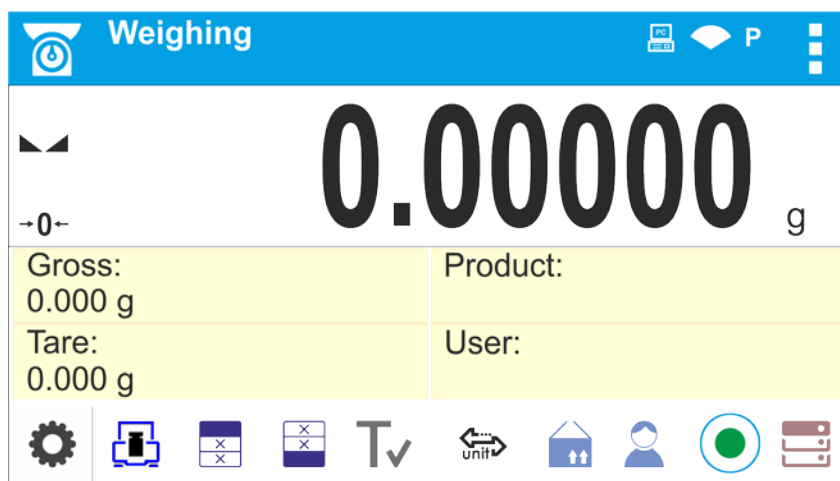 Weighing
PC
P
0.00000 g
→0←
Gross:
0.000 g
Product:
Tare:
0.000 g
User:
T
unit